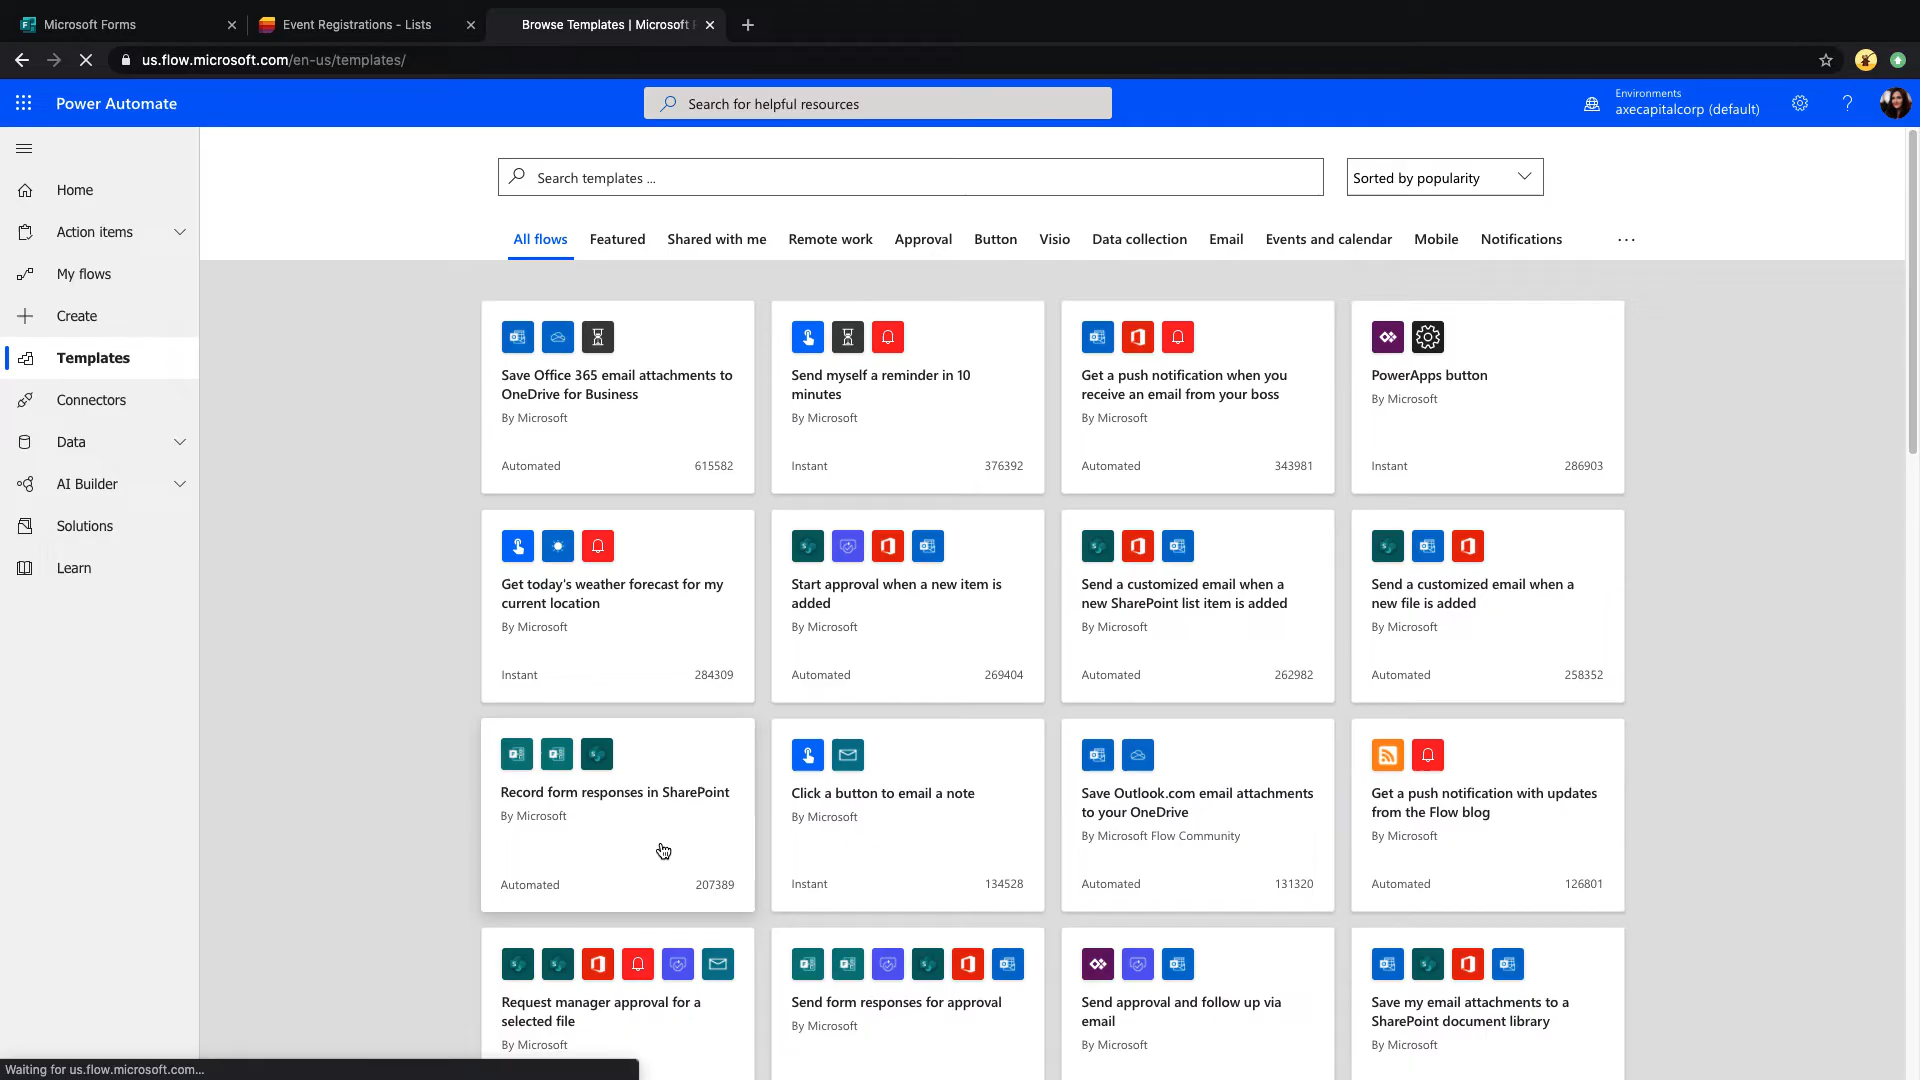 Microsoft Forms
Event Registrations - Lists
Browse Templates | Microsoft
us.flow.microsoft.com/en-us/templates/
Power Automate
Search for helpful resources
Environments
axecapitalcorp (default)
Home
Action items
My flows
Create
Templates
Connectors
Data
AI Builder
Solutions
Learn
Search templates ...
Sorted by popularity
All flows Featured Shared with me Remote work Approval Button Visio Data collection Email Events and calendar Mobile Notifications ...
Save Office 365 email attachments to
OneDrive for Business
By Microsoft
Automated 615582
Send myself a reminder in 10
minutes
By Microsoft
Instant 376392
Get a push notification when you
receive an email from your boss
By Microsoft
Automated 343981
PowerApps button
By Microsoft
Instant 286903
Get today's weather forecast for my
current location
By Microsoft
Instant 284309
Start approval when a new item is
added
By Microsoft
Automated 269404
Send a customized email when a
new SharePoint list item is added
By Microsoft
Automated 262982
Send a customized email when a
new file is added
By Microsoft
Automated 258352
Record form responses in SharePoint
By Microsoft
Automated 207389
Click a button to email a note
By Microsoft
Instant 134528
Save Outlook.com email attachments
to your OneDrive
By Microsoft Flow Community
Automated 131320
Get a push notification with updates
from the Flow blog
By Microsoft
Automated 126801
Request manager approval for a
selected file
By Microsoft
Send form responses for approval
By Microsoft
Send approval and follow up via
email
By Microsoft
Save my email attachments to a
SharePoint document library
By Microsoft
Waiting for us.flow.microsoft.com...